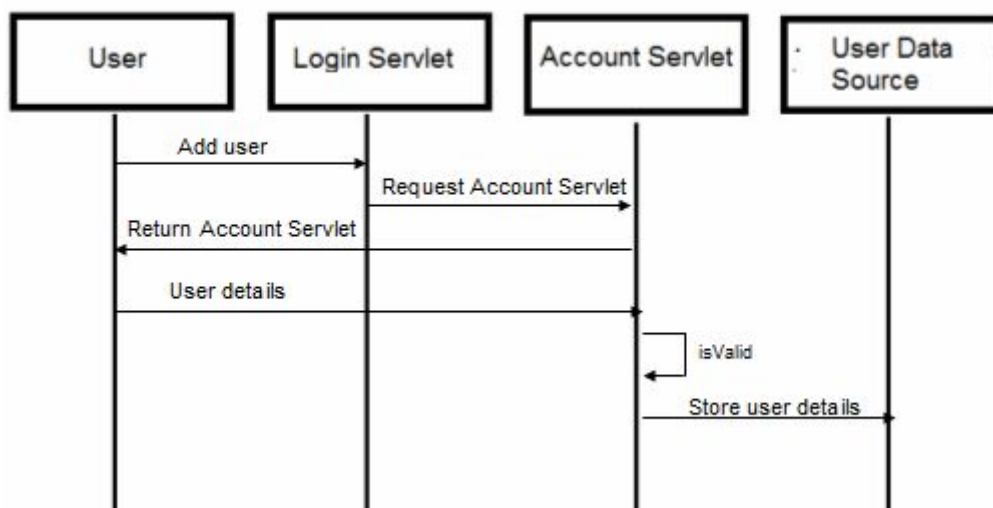 User
Login Servlet
Account Servlet
User Data
Source
Add user
Request Account Servlet
Return Account Servlet
User details
isValid
Store user details